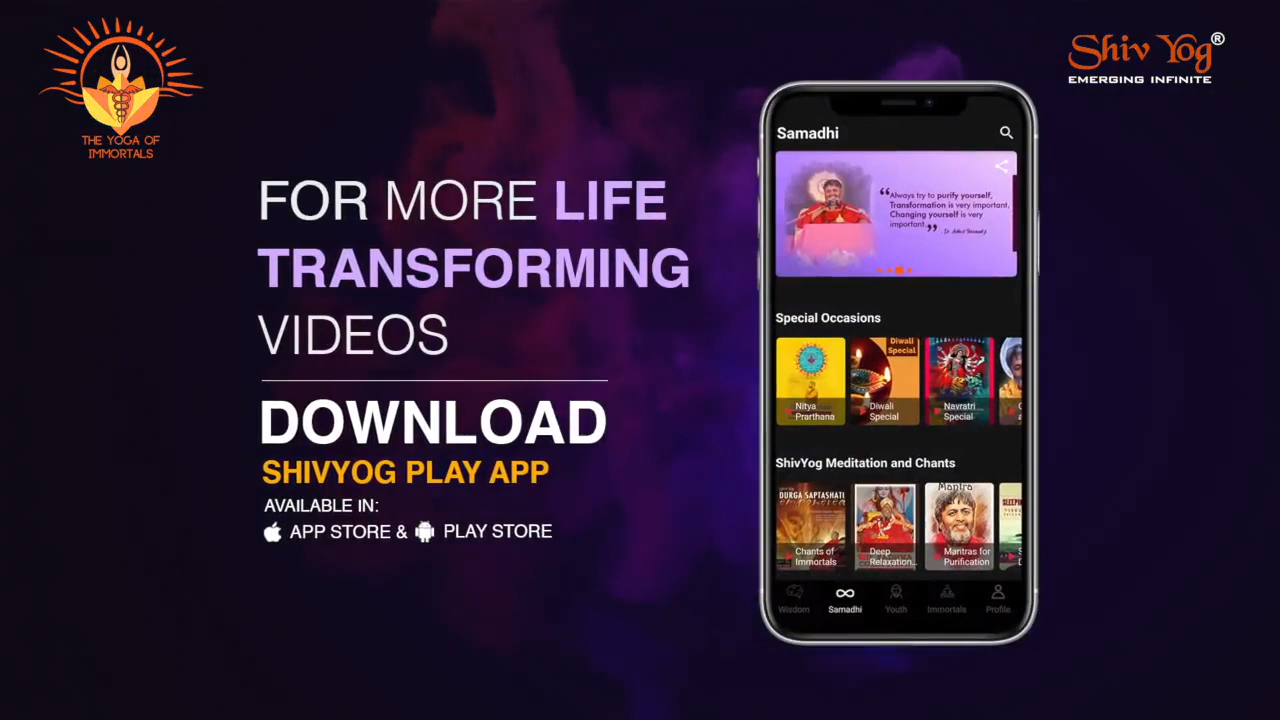 THE YOGA OF
IMMORTALS
Shiv Yog®
EMERGING INFINITE
FOR MORE LIFE
TRANSFORMING
VIDEOS
DOWNLOAD
SHIVYOG PLAY APP
AVAILABLE IN:
APP STORE & PLAY STORE
Samadhi
“Always try to purify yourself,
Transformation is very important,
Changing yourself is very
important.”
Special Occasions
Diwali
Special
Nitya
Prarthana
Diwali
Special
Navratri
Special
ShivYog Meditation and Chants
DURGA SAPTASHATI
Mantra
Chants of
Immortals
Deep
Relaxation...
Mantras for
Purification
Wisdom
Samadhi
Youth
Immortals
Profile